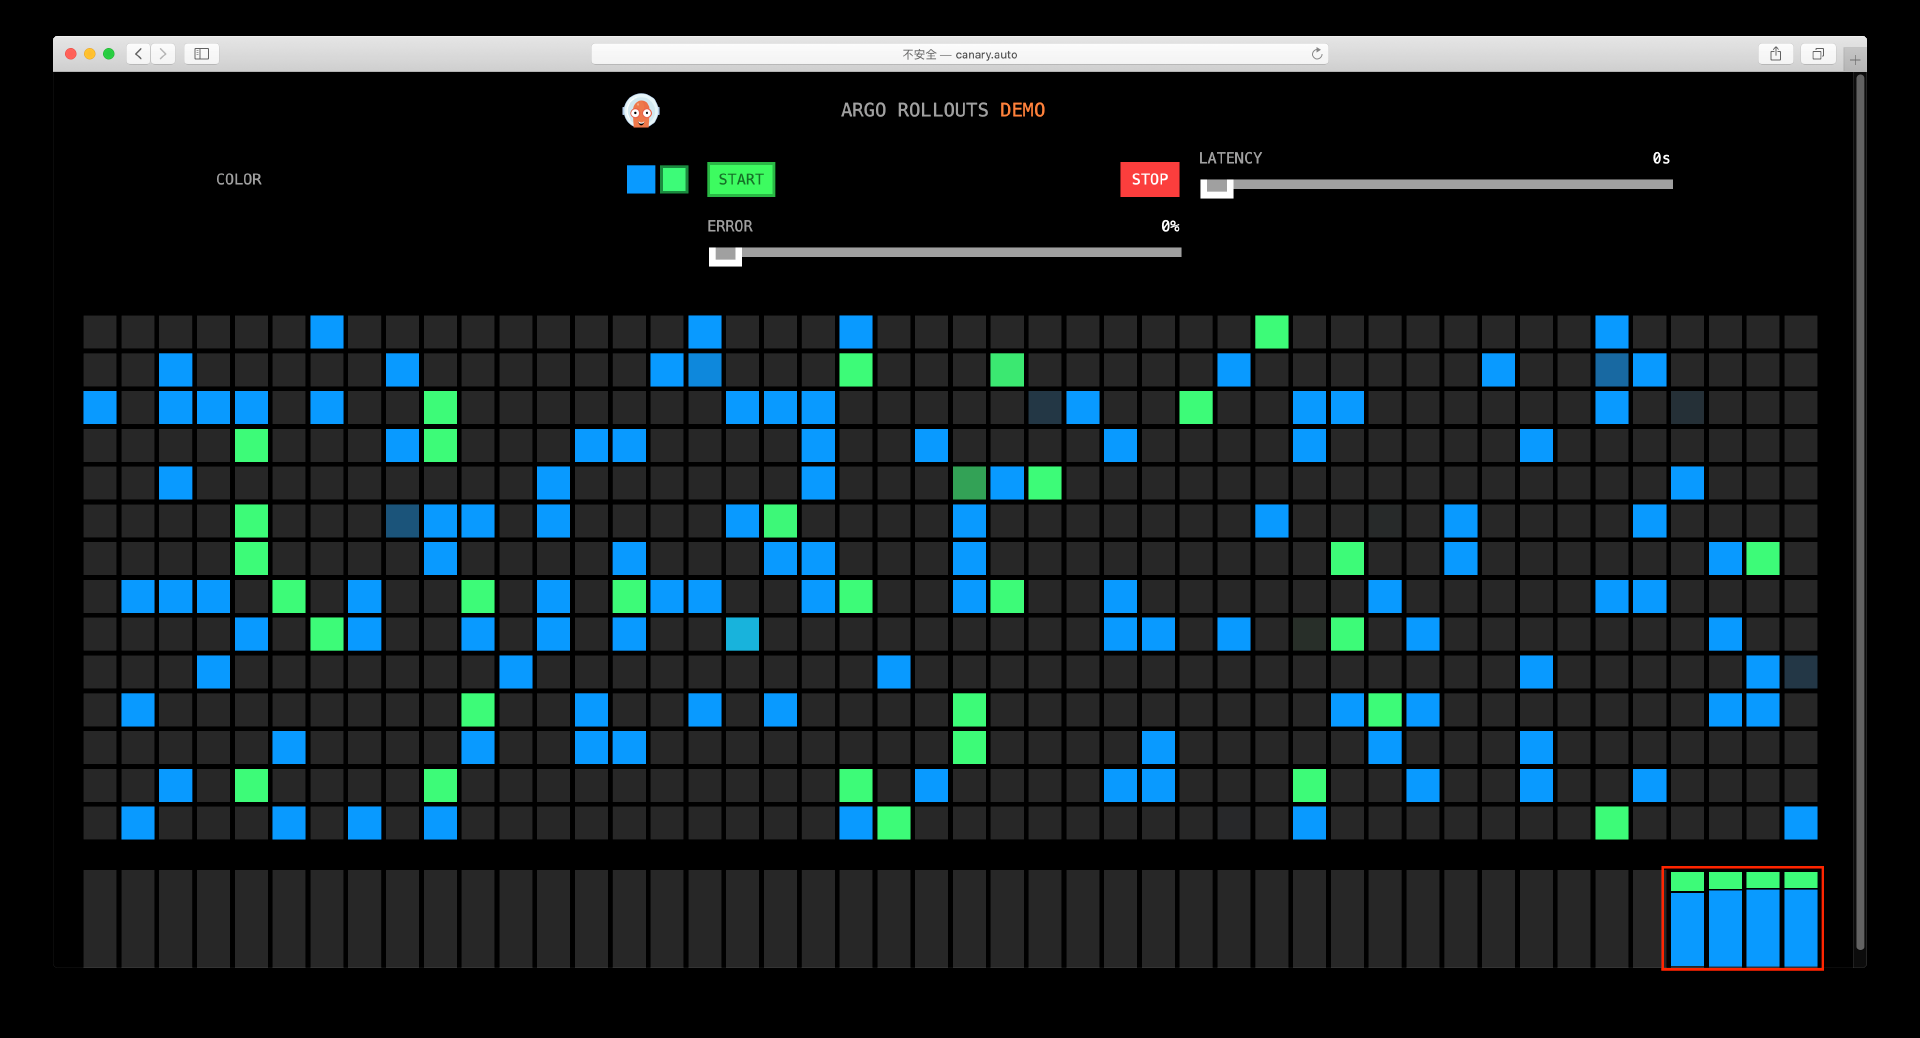 不安全 — canary.auto
ARGO ROLLOUTS DEMO
LATENCY 0s
COLOR START STOP
ERROR 0%